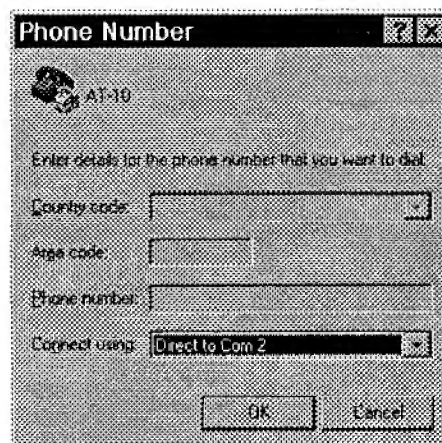 Phone Number
AT-10
Enter details for the phone number that you want to dial:
Country code:
Area code:
Phone number:
Connect using: Direct to Com 2
OK Cancel